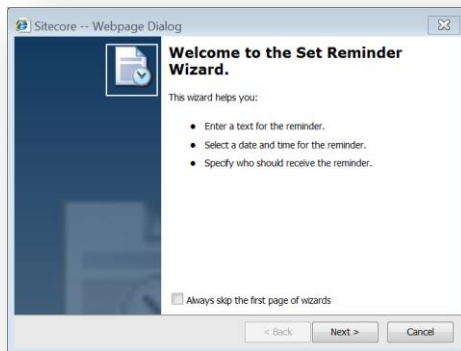 Sitecore -- Webpage Dialog
Welcome to the Set Reminder
Wizard.
This wizard helps you:
• Enter a text for the reminder.
• Select a date and time for the reminder.
• Specify who should receive the reminder.
Always skip the first page of wizards
< Back Next > Cancel